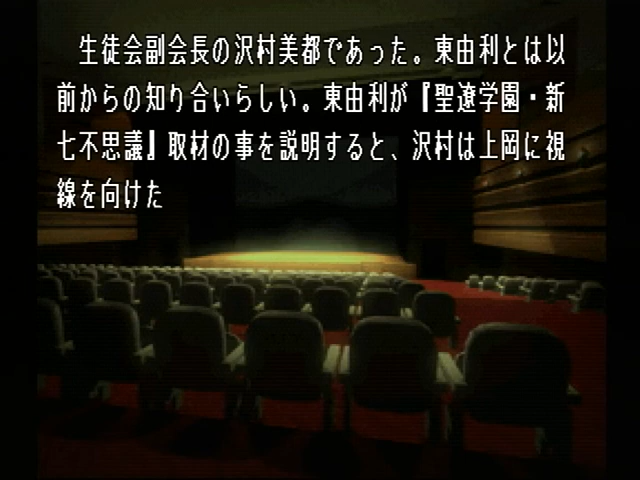 生徒会副会長の沢村美都であった。東由利とは以
前からの知り合いらしい。東由利が『聖遼学園・新
七不思議』取材の事を説明すると、沢村は上岡に視
線を向けた